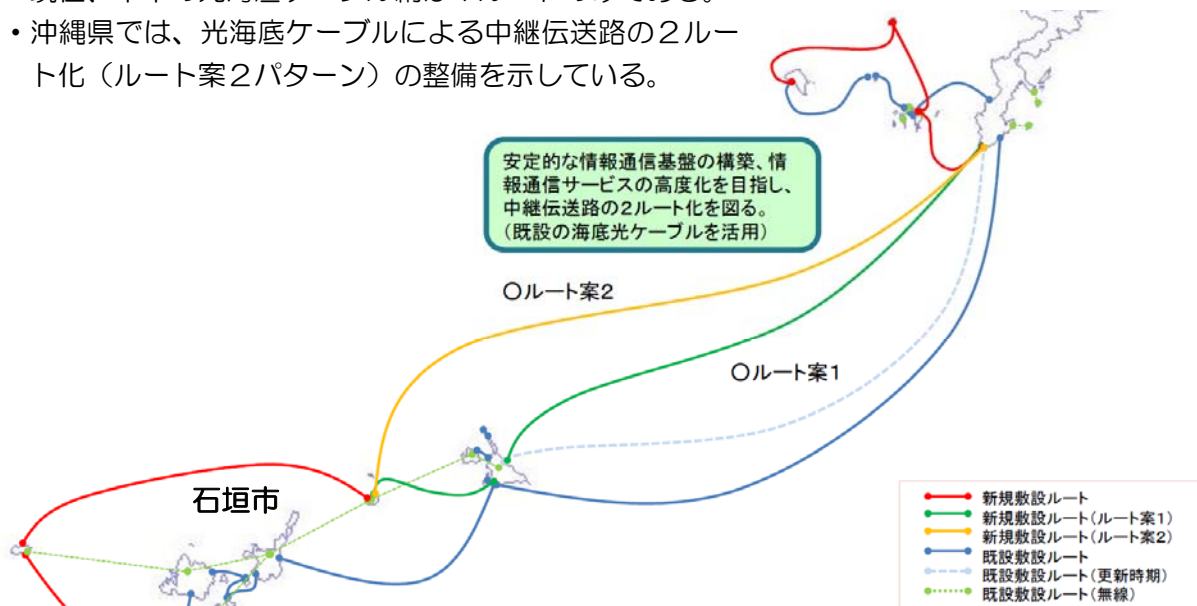 ・沖縄県では、光海底ケーブルによる中継伝送路の２ルー
ト化（ルート案２パターン）の整備を示している。
安定的な情報通信基盤の構築、情
報通信サービスの高度化を目指し、
中継伝送路の2ルート化を図る。
（既設の海底光ケーブルを活用）
○ルート案2
○ルート案1
石垣市
新規敷設ルート
新規敷設ルート(ルート案1)
新規敷設ルート(ルート案2)
既設敷設ルート
既設敷設ルート(更新時期)
既設敷設ルート(無線)